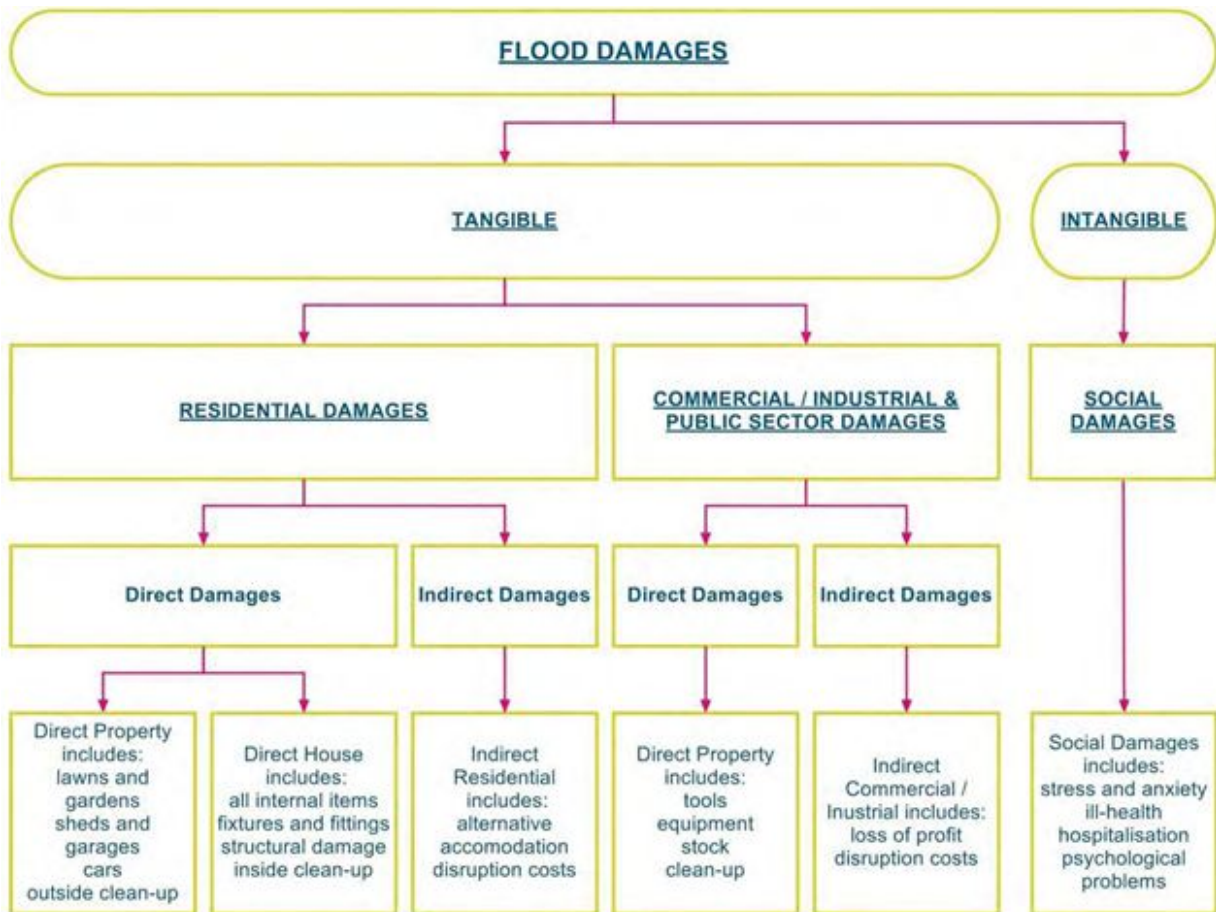 FLOOD DAMAGES
TANGIBLE
INTANGIBLE
RESIDENTIAL DAMAGES
COMMERCIAL / INDUSTRIAL &
PUBLIC SECTOR DAMAGES
SOCIAL
DAMAGES
Direct Damages
Indirect Damages
Direct Damages
Indirect Damages
Direct Property
includes:
lawns and
gardens
sheds and
garages
cars
outside clean-up
Direct House
includes:
all internal items
fixtures and fittings
structural damage
inside clean-up
Indirect
Residential
includes:
alternative
accomodation
disruption costs
Direct Property
includes:
tools
equipment
stock
clean-up
Indirect
Commercial /
Inustrial includes:
loss of profit
disruption costs
Social Damages
includes:
stress and anxiety
ill-health
hospitalisation
psychological
problems